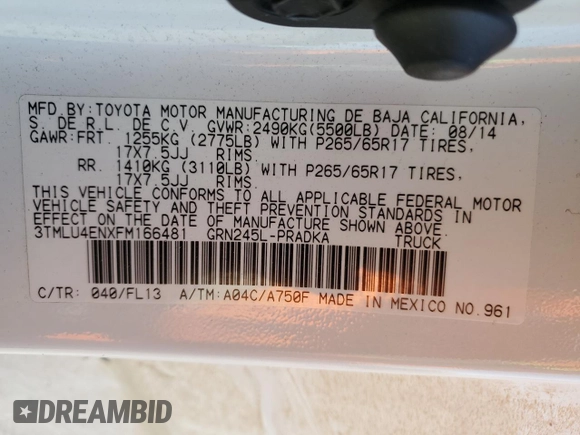 MFD.BY:TOYOTA MOTOR MANUFACTURING DE BAJA CALIFORNIA,
S. DE R.L. DE C.V. GVWR:2490KG(5500LB) DATE: 08/14
GAWR:FRT. 1255KG (2775LB) WITH P265/65R17 TIRES,
17X7.5JJ RIMS.
RR. 1410KG (3110LB) WITH P265/65R17 TIRES,
17X7.5JJ RIMS.
THIS VEHICLE CONFORMS TO ALL APPLICABLE FEDERAL MOTOR
VEHICLE SAFETY AND THEFT PREVENTION STANDARDS IN
EFFECT ON THE DATE OF MANUFACTURE SHOWN ABOVE.
3TMLU4ENXFM166481 GRN245L-PRADKA TRUCK
C/TR: 040/FL13 A/TM:A04C/A750F MADE IN MEXICO NO.961
DREAMBID